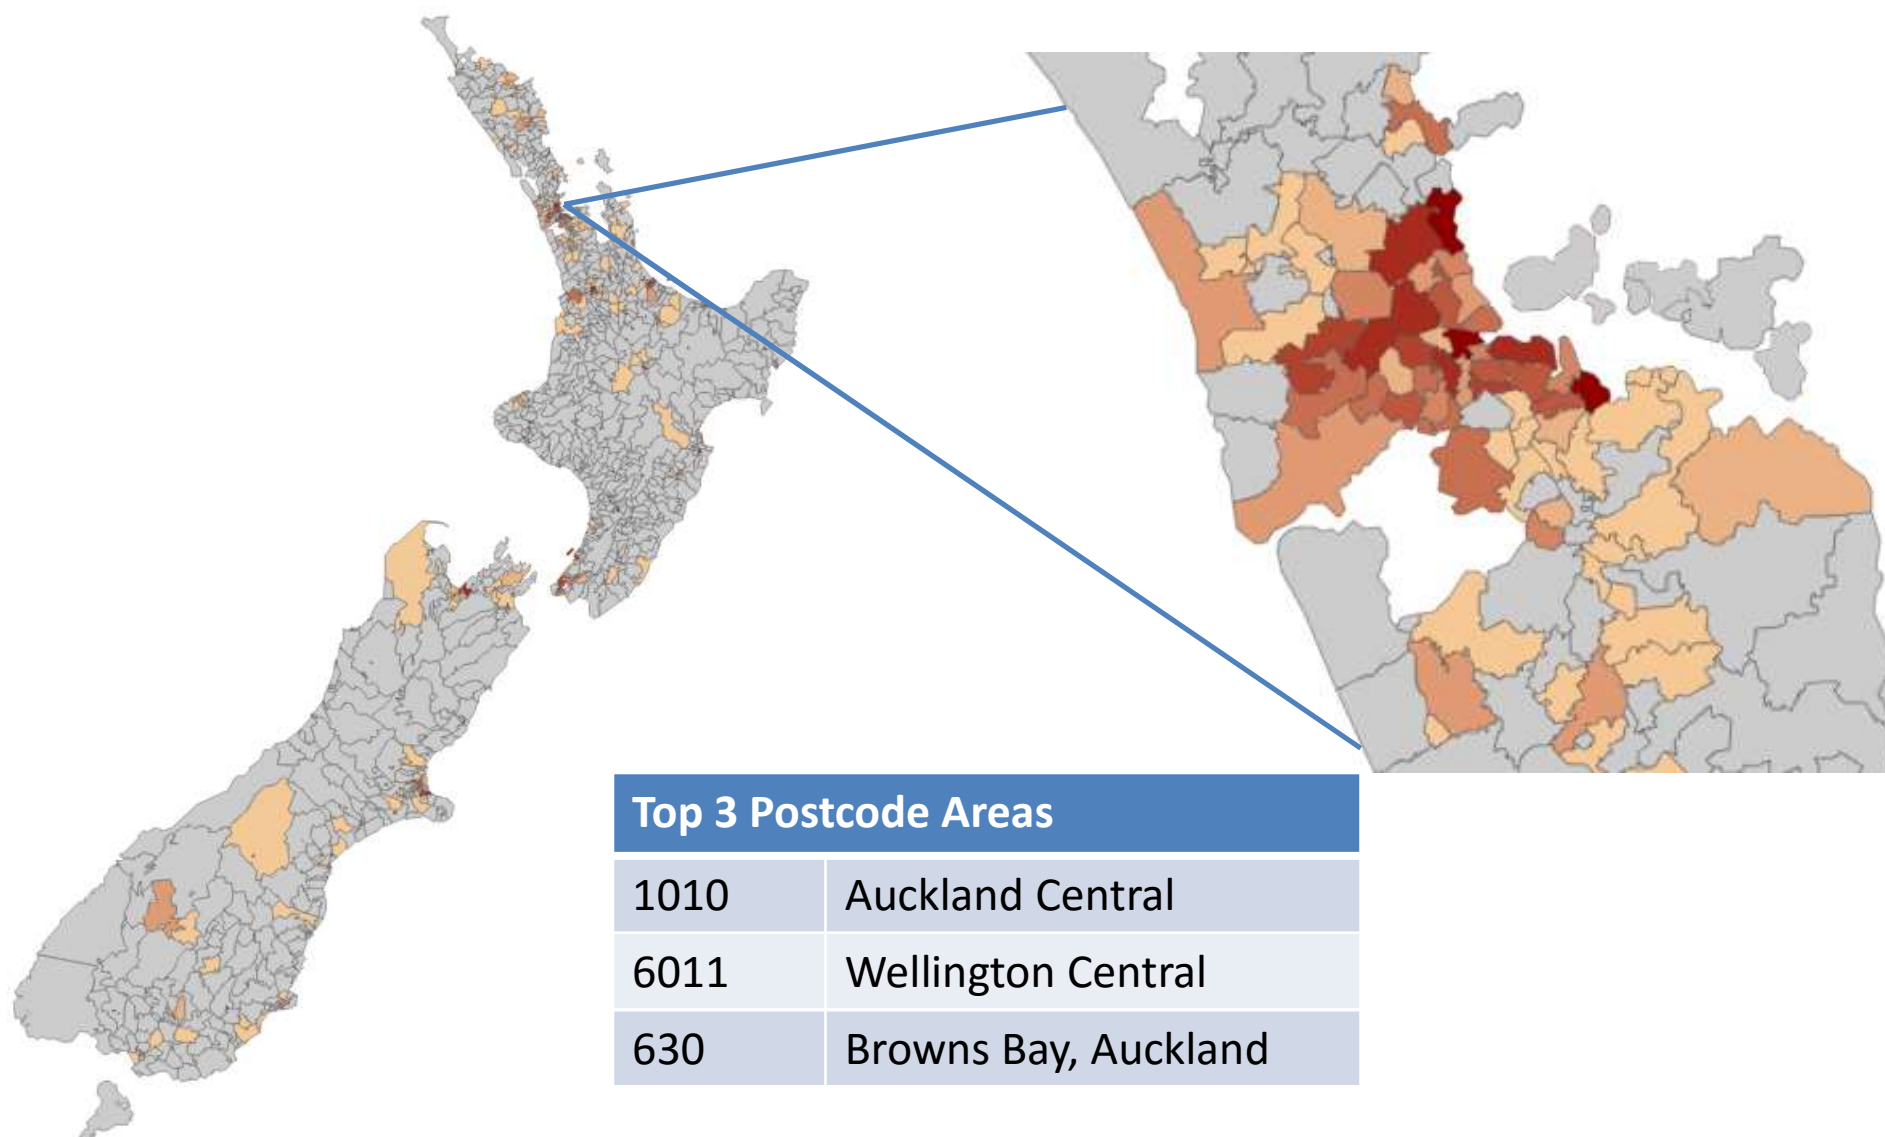 Top 3 Postcode Areas
1010 Auckland Central
6011 Wellington Central
630 Browns Bay, Auckland